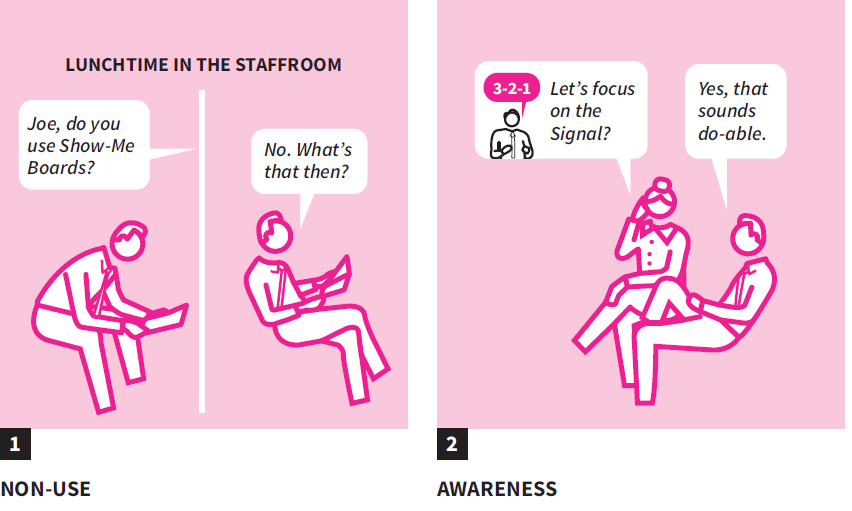 LUNCHTIME IN THE STAFFROOM
Joe, do you
use Show-Me
Boards?
No. What’s
that then?
1
NON-USE
3-2-1
Let’s focus
on the
Signal?
Yes, that
sounds
do-able.
2
AWARENESS